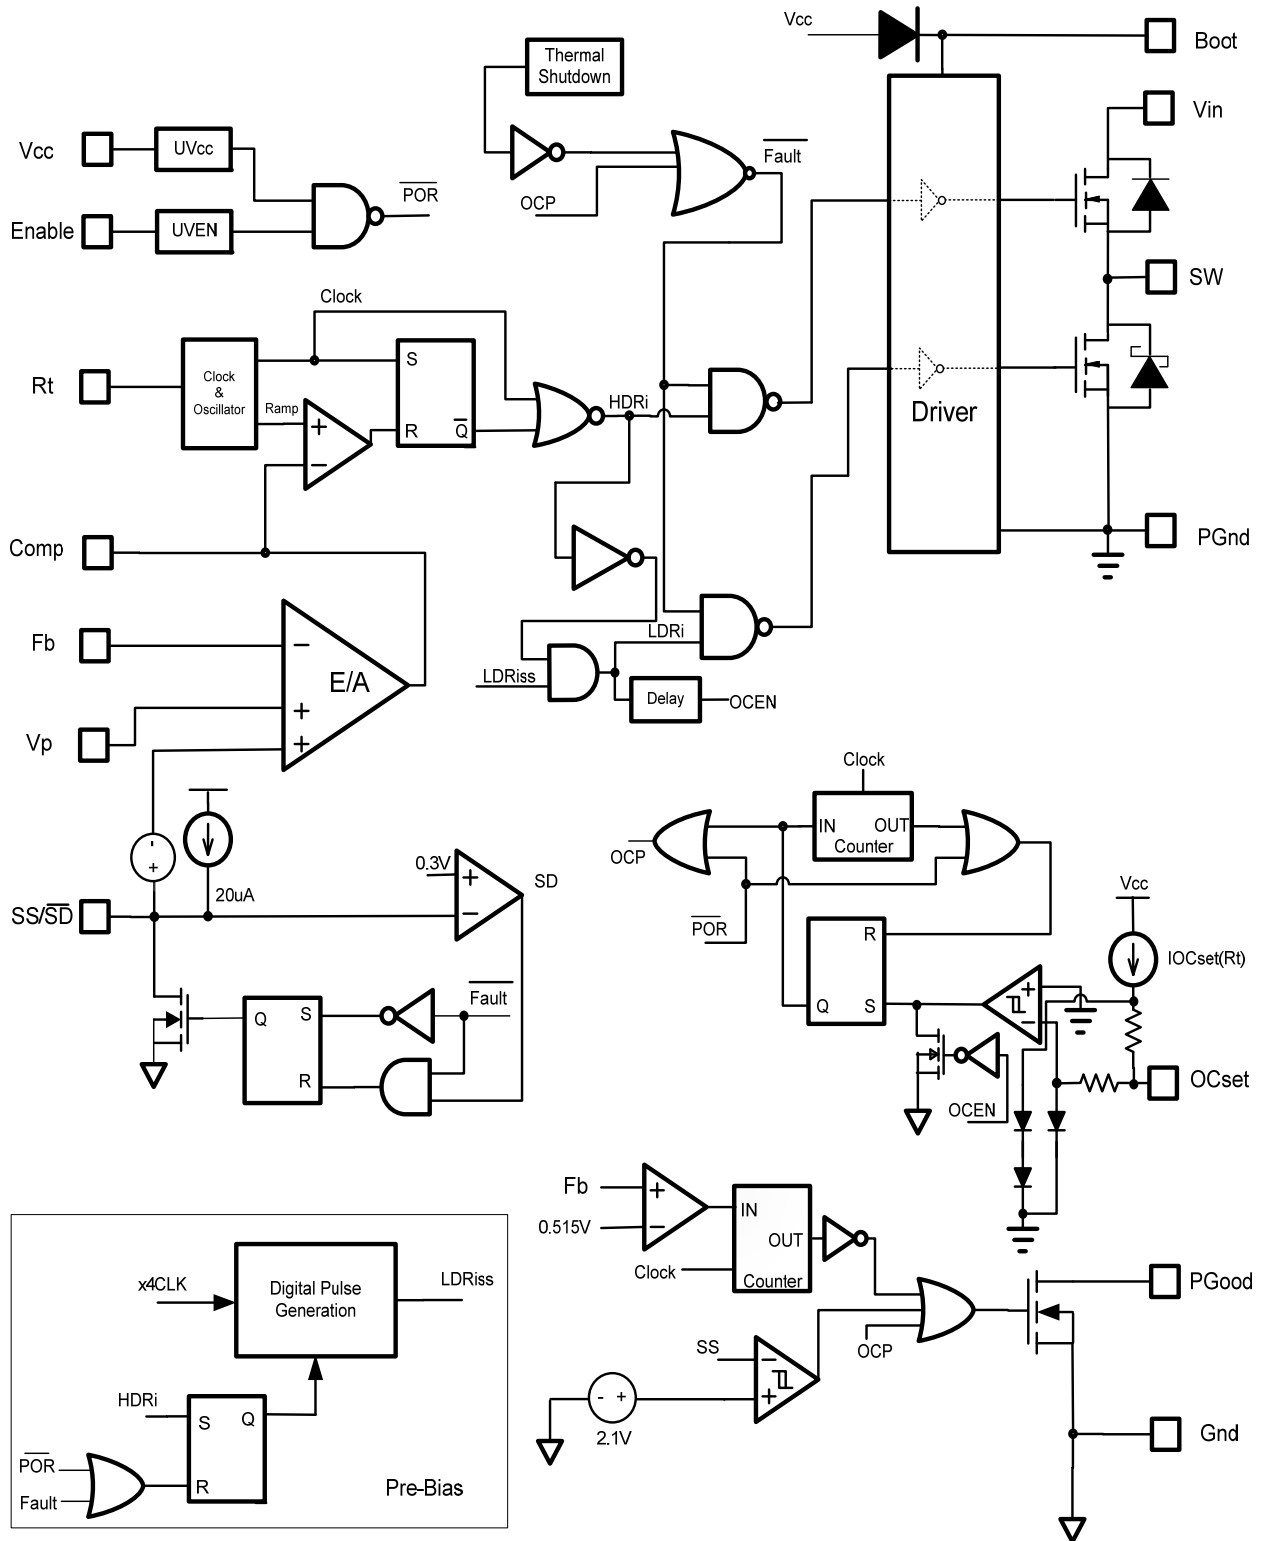 Vcc
Boot
Thermal
Shutdown
Vin
Vcc
UVcc
Fault
POR
OCP
Enable
UVEN
SW
Clock
Rt
Clock
&
Oscillator
S
Ramp
+
−
R
Q
HDRi
Driver
Comp
PGnd
Fb
−
E/A
LDRi
LDRiss
Delay
OCEN
Vp
+
+
Clock
IN
OUT
Counter
OCP
-
+
20uA
0.3V
+
−
SD
Vcc
SS/SD
POR
R
IOCset(Rt)
Fault
Q
S
Q
S
+
−
R
OCset
OCEN
Fb
+
0.515V
−
IN
OUT
Clock
Counter
x4CLK
Digital Pulse
Generation
LDRiss
PGood
SS
−
OCP
+
HDRi
S
Q
- +
2.1V
Gnd
POR
R
Fault
Pre-Bias